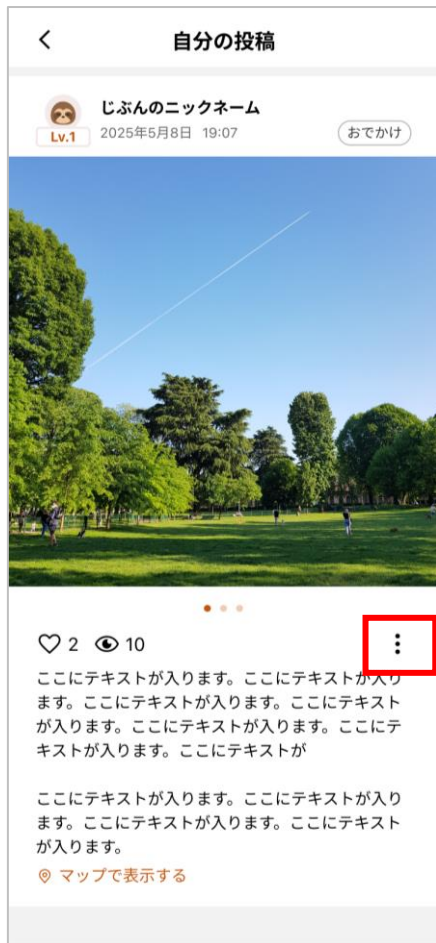 自分の投稿
じぶんのニックネーム
Lv.1
2025年5月8日 19:07
おでかけ
2
10
ここにテキストが入ります。ここにテキストが入り
ます。ここにテキストが入ります。ここにテキスト
が入ります。ここにテキストが入ります。ここにテ
キストが入ります。ここにテキストが
ここにテキストが入ります。ここにテキストが入り
ます。ここにテキストが入ります。ここにテキスト
が入ります。
マップで表示する